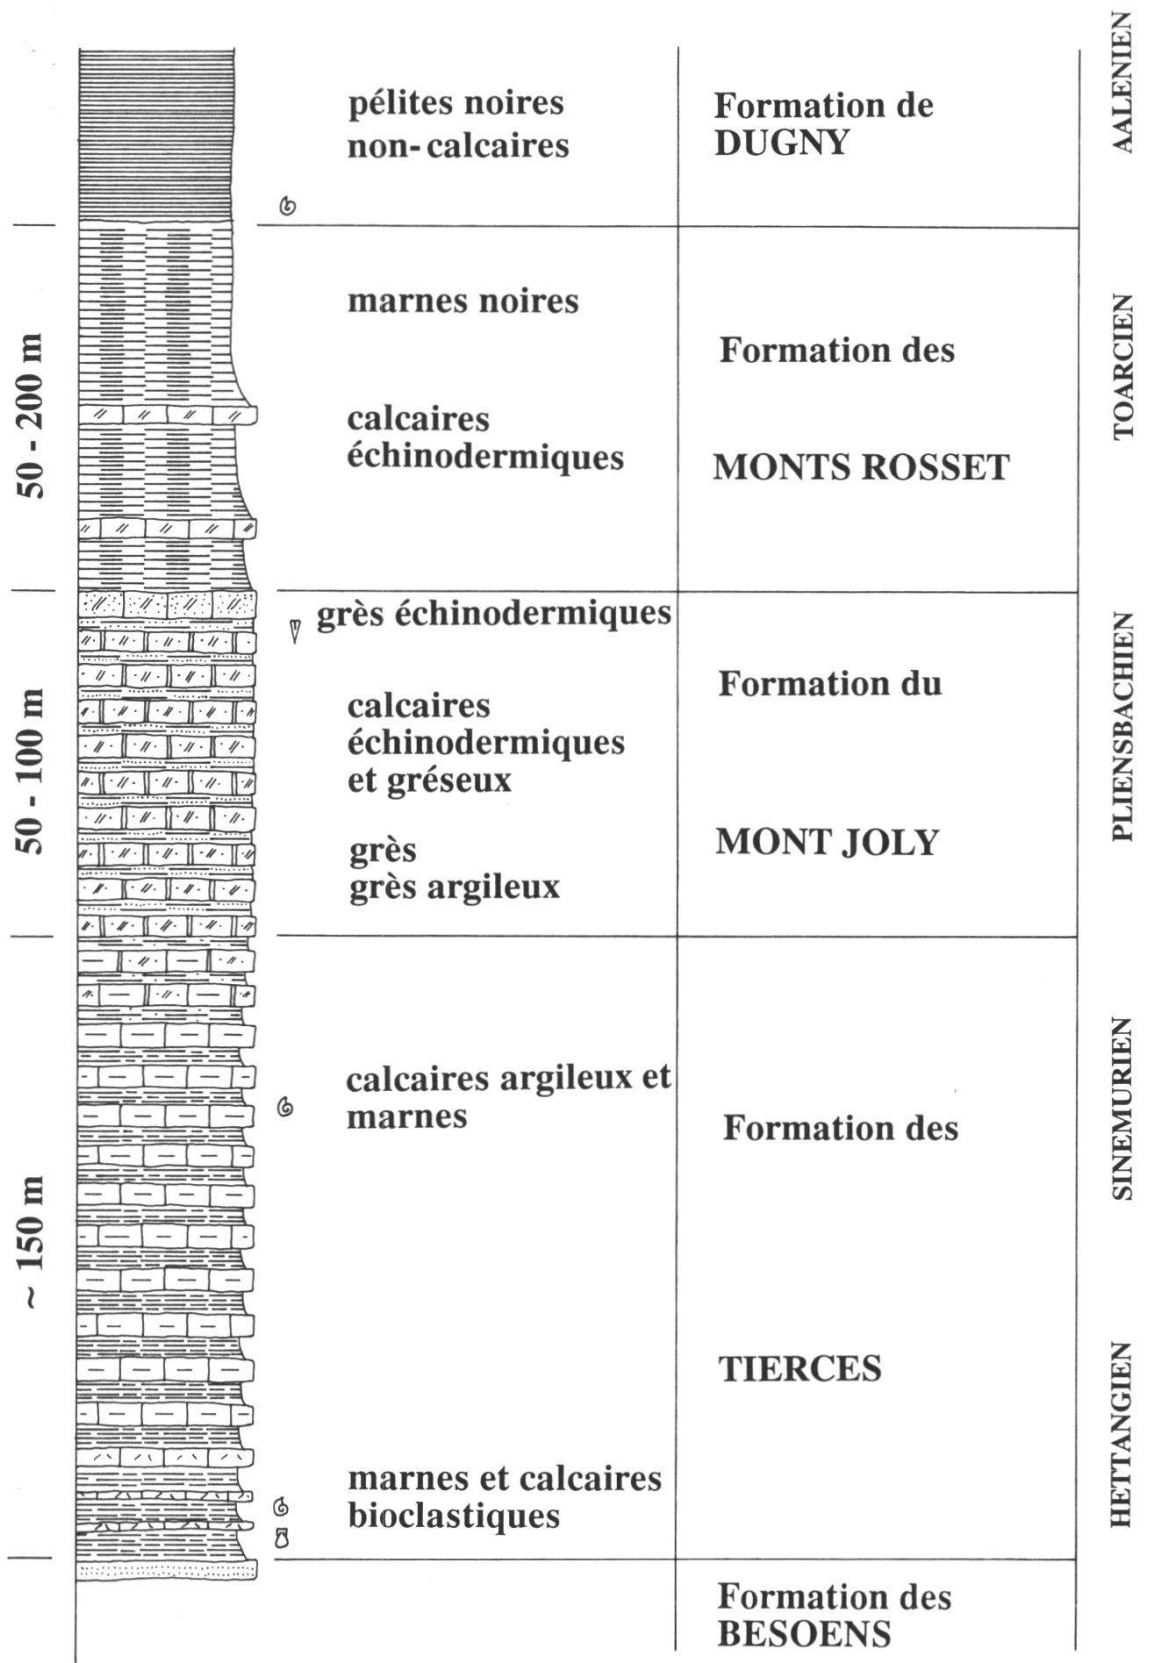 AALENIEN
pélites noires
non-calcaires
Formation de
DUGNY
50 - 200 m
marnes noires
calcaires
échinodermiques
Formation des
MONTS ROSSET
TOARCIEN
50 - 100 m
grès échinodermiques
calcaires
échinodermiques
et gréseux
grès
grès argileux
Formation du
MONT JOLY
PLIENSBACHIEN
~ 150 m
calcaires argileux et
marnes
marnes et calcaires
bioclastiques
Formation des
TIERCES
SINEMURIEN
HETTANGIEN
Formation des
BESOENS